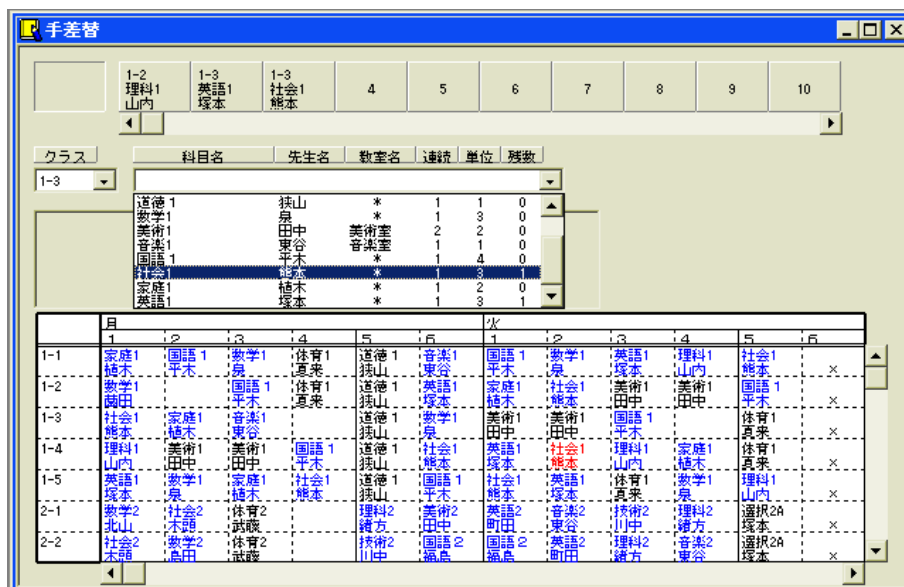 手差替
1-2 1-3 1-3
理科1 英語1 社会1 4 5 6 7 8 9 10
山内 塚本 熊本
クラス 科目名 先生名 教室名 連続 単位 残数
1-3
道徳 1 狭山 * 1 1 0
数学1 泉 * 1 3 0
美術1 田中 美術室 2 2 0
音楽1 東谷 音楽室 1 1 0
国語 1 平木 * 1 4 0
社会1 熊本 * 1 3 1
家庭1 植木 * 1 2 0
英語1 塚本 * 1 3 1
月 火
1 2 3 4 5 6 1 2 3 4 5 6
1-1 家庭1 国語 1 数学1 体育1 道徳 1 音楽1 国語 1 数学1 英語1 理科1 社会1
植木 平木 泉 真来 狭山 東谷 平木 泉 塚本 山内 熊本 ×
1-2 数学1 国語 1 体育1 道徳 1 英語1 家庭1 社会1 美術1 美術1 国語 1
薗田 平木 真来 狭山 塚本 植木 熊本 田中 田中 平木 ×
1-3 社会1 家庭1 音楽1 道徳 1 数学1 美術1 美術1 国語 1 体育1
熊本 植木 東谷 狭山 泉 田中 田中 平木 真来 ×
1-4 理科1 美術1 美術1 国語 1 道徳 1 社会1 英語1 社会1 理科1 家庭1 体育1
山内 田中 田中 平木 狭山 熊本 塚本 熊本 山内 植木 真来 ×
1-5 英語1 数学1 家庭1 社会1 道徳 1 国語 1 社会1 英語1 体育1 数学1 理科1
塚本 泉 植木 熊本 狭山 平木 熊本 塚本 真来 泉 山内 ×
2-1 数学2 社会2 体育2 理科2 美術2 英語2 音楽2 技術2 理科2 選択2A
北山 木頭 武藤 緒方 田中 町田 東谷 川中 緒方 塚本 ×
2-2 社会2 数学2 体育2 技術2 国語 2 国語 2 英語2 理科2 音楽2 選択2A
木頭 島田 武藤 川中 福島 福島 町田 緒方 東谷 塚本 ×